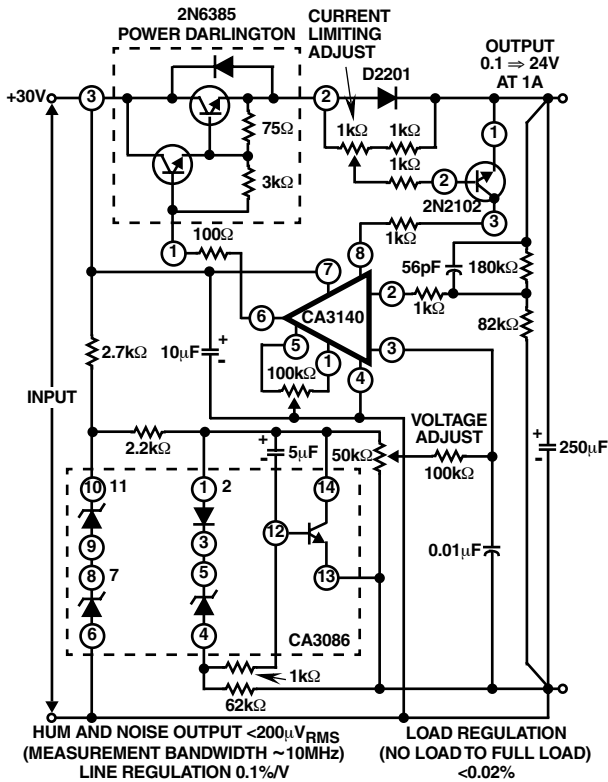 2N6385
POWER DARLINGTON
CURRENT
LIMITING
ADJUST
OUTPUT
0.1 ⇒ 24V
AT 1A
D2201
+30V
3
2
1
75Ω
3kΩ
1kΩ
1kΩ
1kΩ
2
2N2102
3
1
100Ω
1kΩ
8
7
56pF
180kΩ
2
1kΩ
6
CA3140
82kΩ
5
1
3
4
2.7kΩ
10μF
+
-
100kΩ
INPUT
VOLTAGE
ADJUST
2.2kΩ
+
-
5μF
50kΩ
100kΩ
+
-
250μF
10
11
1
2
14
12
9
3
8
7
5
13
0.01μF
6
4
CA3086
1kΩ
62kΩ
HUM AND NOISE OUTPUT <200μVRMS
(MEASUREMENT BANDWIDTH ~10MHz)
LINE REGULATION 0.1%/V
LOAD REGULATION
(NO LOAD TO FULL LOAD)
<0.02%